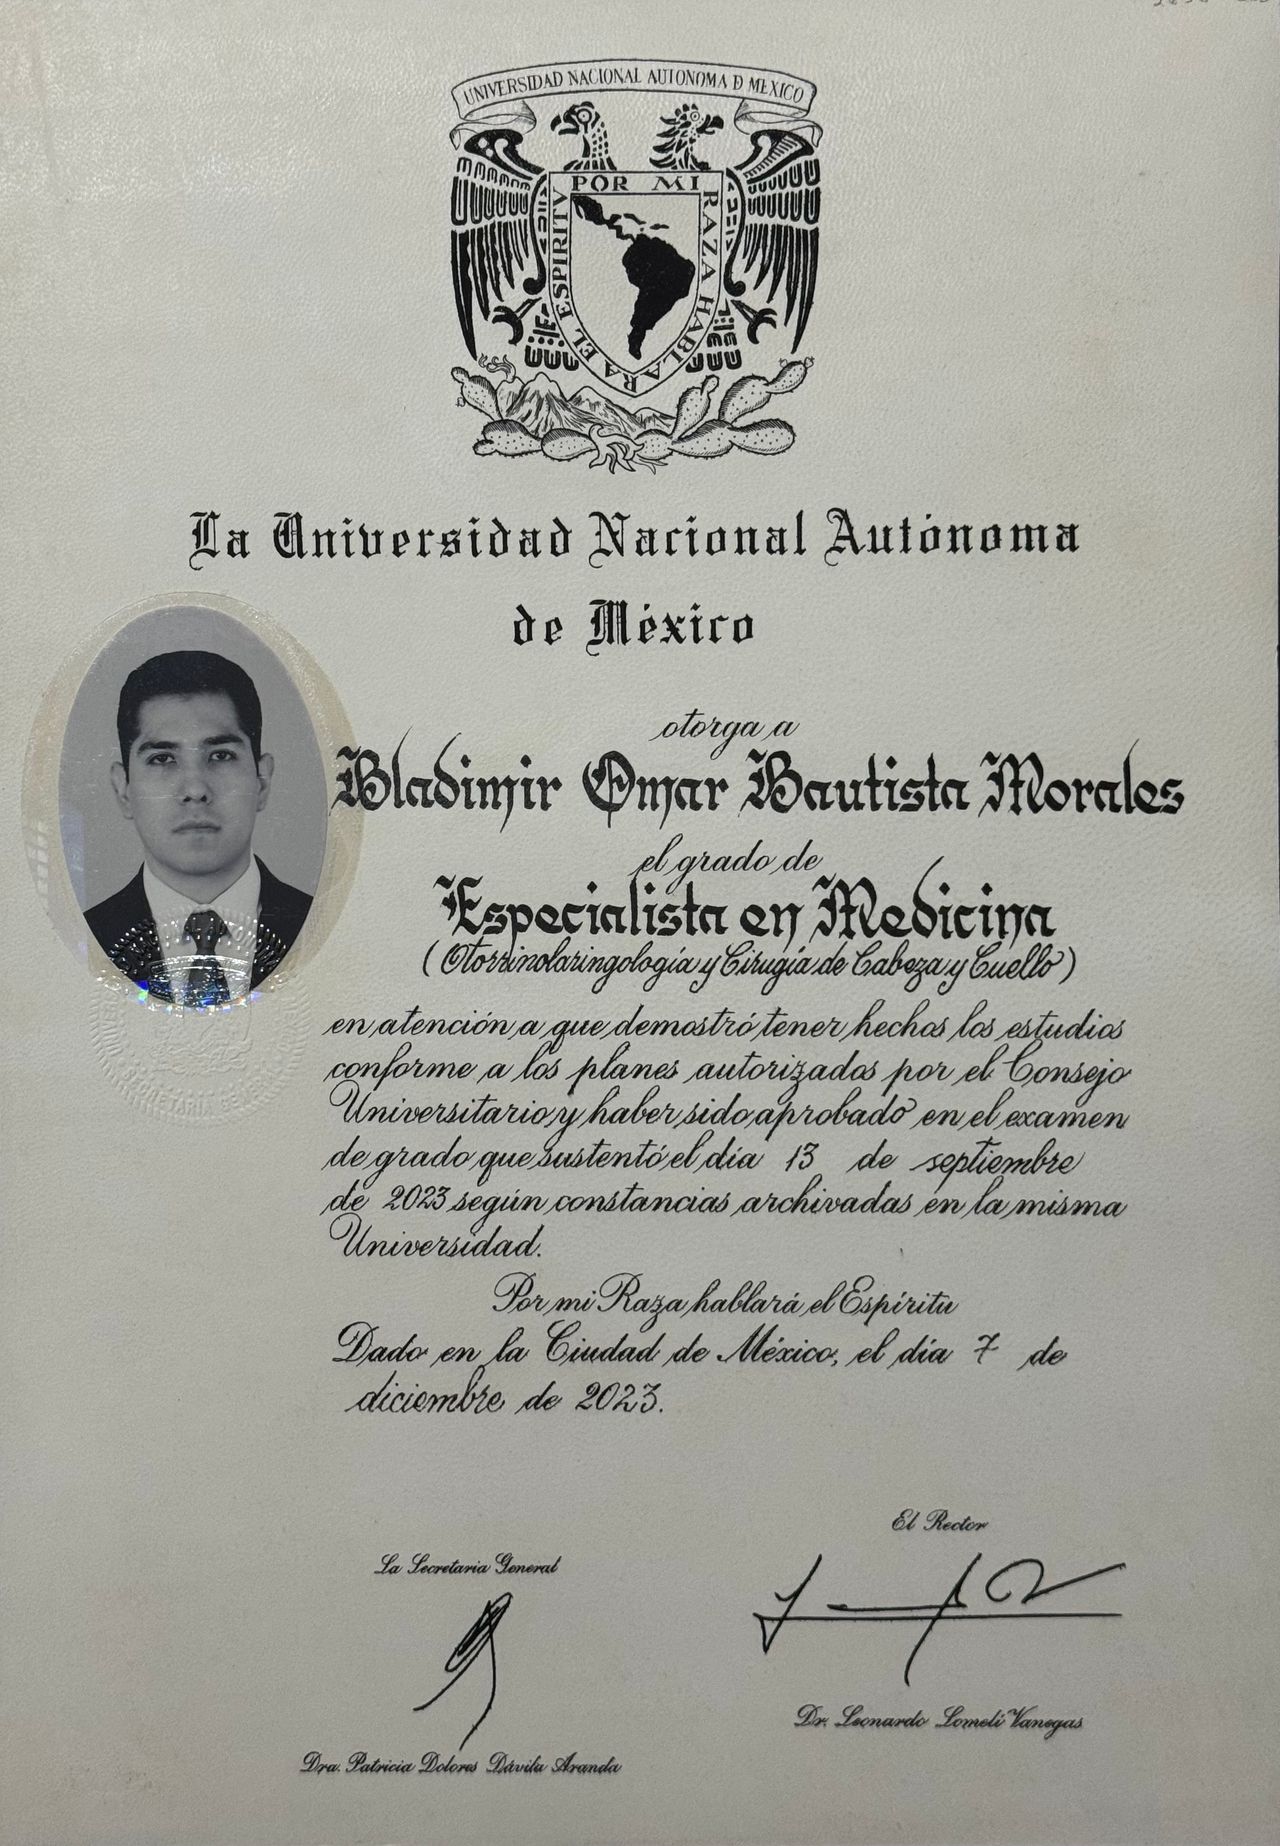 UNIVERSIDAD NACIONAL AUTONOMA D MEXICO
POR MI RAZA HABLARA EL ESPIRITU
La Universidad Nacional Autónoma
de México
otorga a
Bladimir Omar Bautista Morales
el grado de
Especialista en Medicina
(Otorrinolaringología y Cirugía de Cabeza y Cuello)
en atención a que demostró tener hechos los estudios
conforme a los planes autorizados por el Consejo
Universitario y haber sido aprobado en el examen
de grado que sustentó el día 13 de septiembre
de 2023 según constancias archivadas en la misma
Universidad.
Por mi Raza hablará el Espíritu
Dado en la Ciudad de México, el día 7 de
diciembre de 2023.
El Rector
La Secretaria General
Dr. Leonardo Lomelí Vanegas
Dra. Patricia Dolores Dávila Aranda